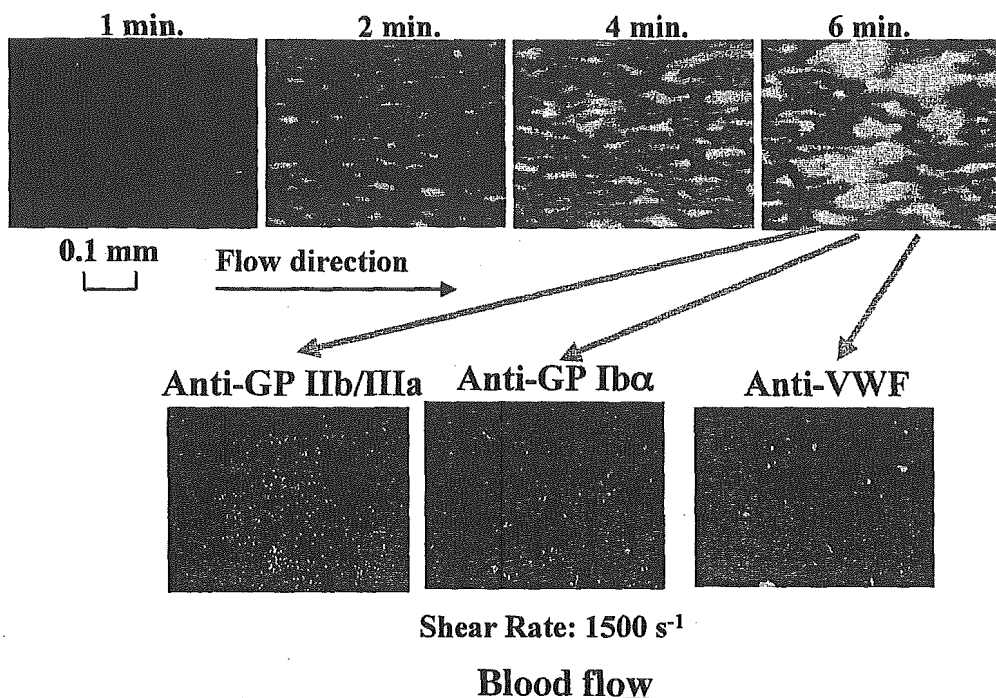 1 min. 2 min. 4 min. 6 min.
0.1 mm
Flow direction
Anti-GP IIb/IIIa Anti-GP Ibα Anti-VWF
Shear Rate: 1500 s⁻¹
Blood flow